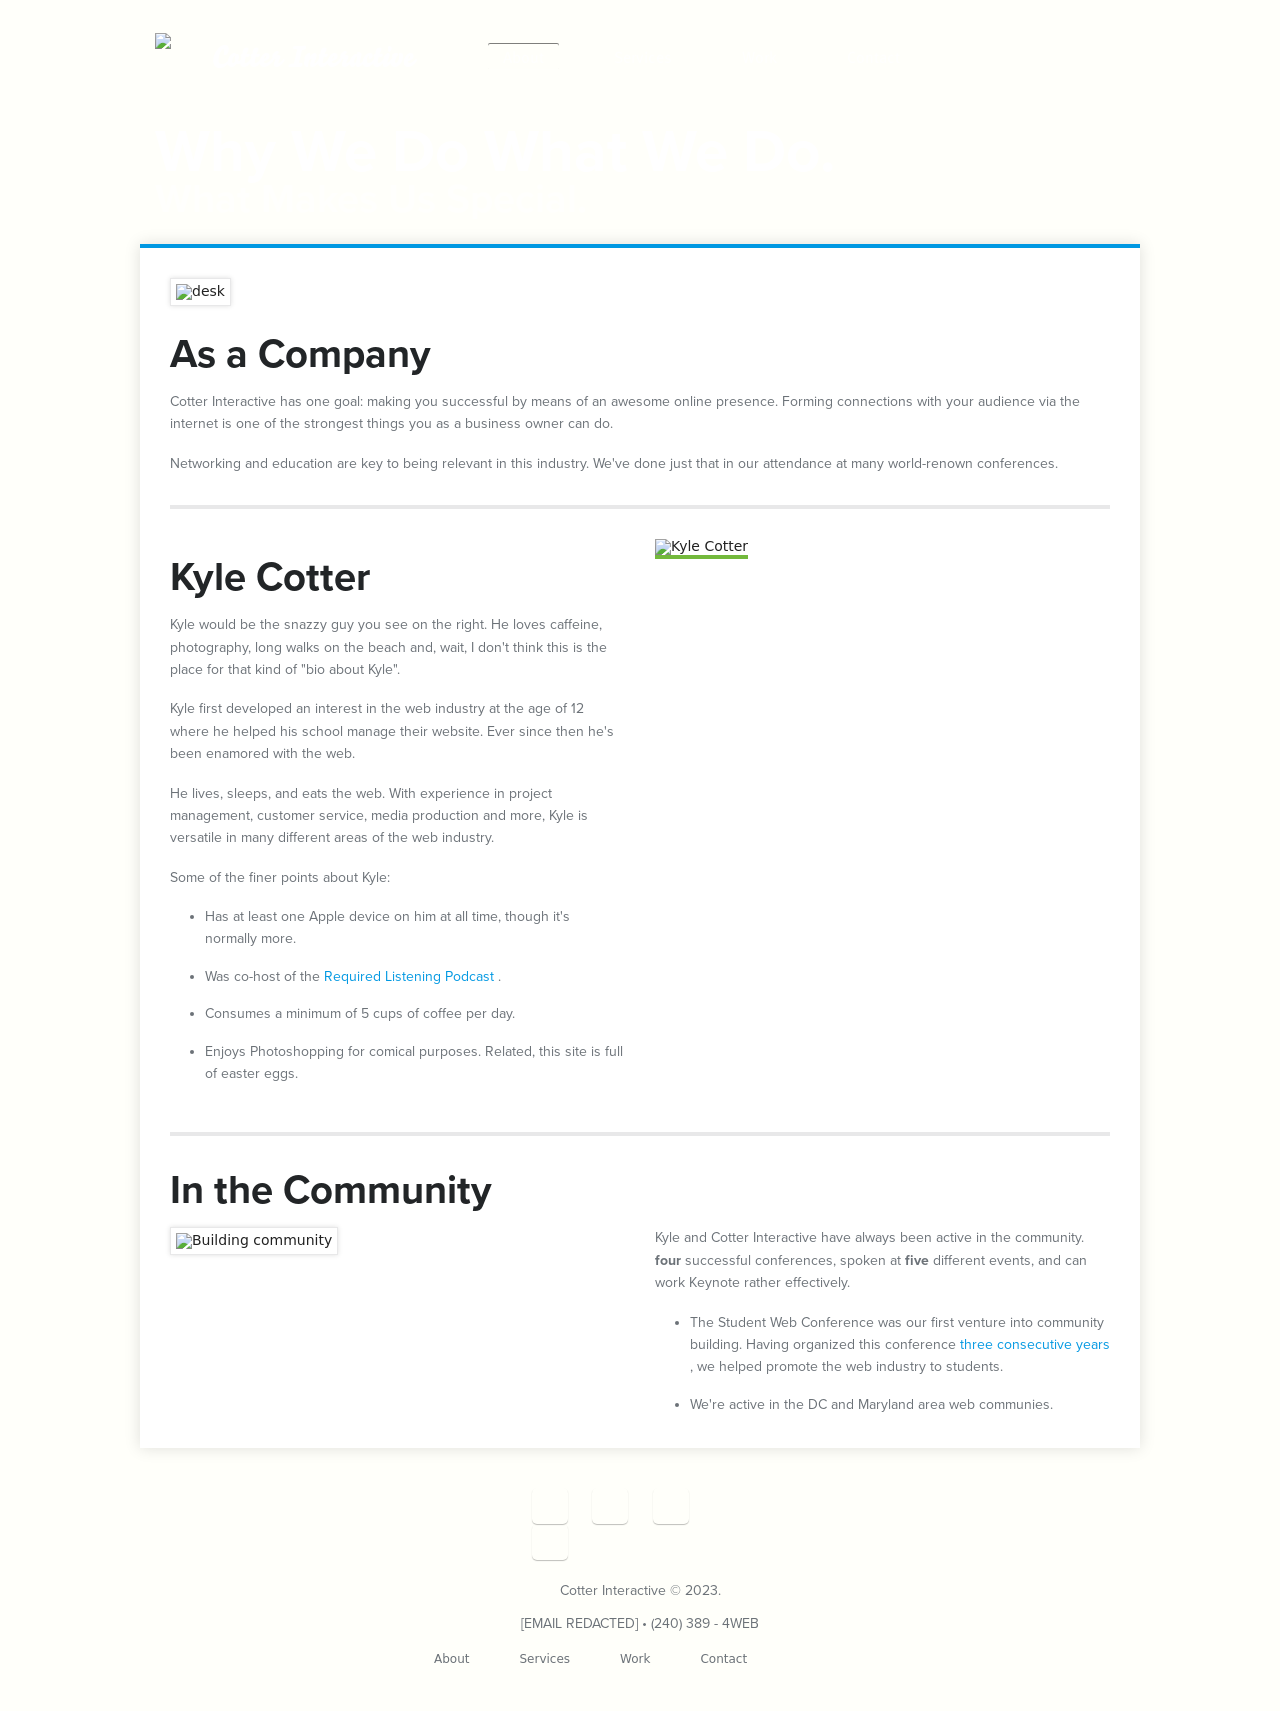 Why We Do What We Do.
desk
As a Company
Cotter Interactive has one goal: making you successful by means of an awesome online presence. Forming connections with your audience via the
internet is one of the strongest things you as a business owner can do.
Networking and education are key to being relevant in this industry. We've done just that in our attendance at many world-renown conferences.
Kyle Cotter
Kyle Cotter
Kyle would be the snazzy guy you see on the right. He loves caffeine,
photography, long walks on the beach and, wait, I don't think this is the
place for that kind of "bio about Kyle".
Kyle first developed an interest in the web industry at the age of 12
where he helped his school manage their website. Ever since then he's
been enamored with the web.
He lives, sleeps, and eats the web. With experience in project
management, customer service, media production and more, Kyle is
versatile in many different areas of the web industry.
Some of the finer points about Kyle:
• Has at least one Apple device on him at all time, though it's
normally more.
• Was co-host of the Required Listening Podcast .
• Consumes a minimum of 5 cups of coffee per day.
• Enjoys Photoshopping for comical purposes. Related, this site is full
of easter eggs.
In the Community
Building community
Kyle and Cotter Interactive have always been active in the community.
four successful conferences, spoken at five different events, and can
work Keynote rather effectively.
• The Student Web Conference was our first venture into community
building. Having organized this conference three consecutive years
, we helped promote the web industry to students.
• We're active in the DC and Maryland area web communies.
Cotter Interactive © 2023.
[EMAIL REDACTED] • (240) 389 - 4WEB
About Services Work Contact